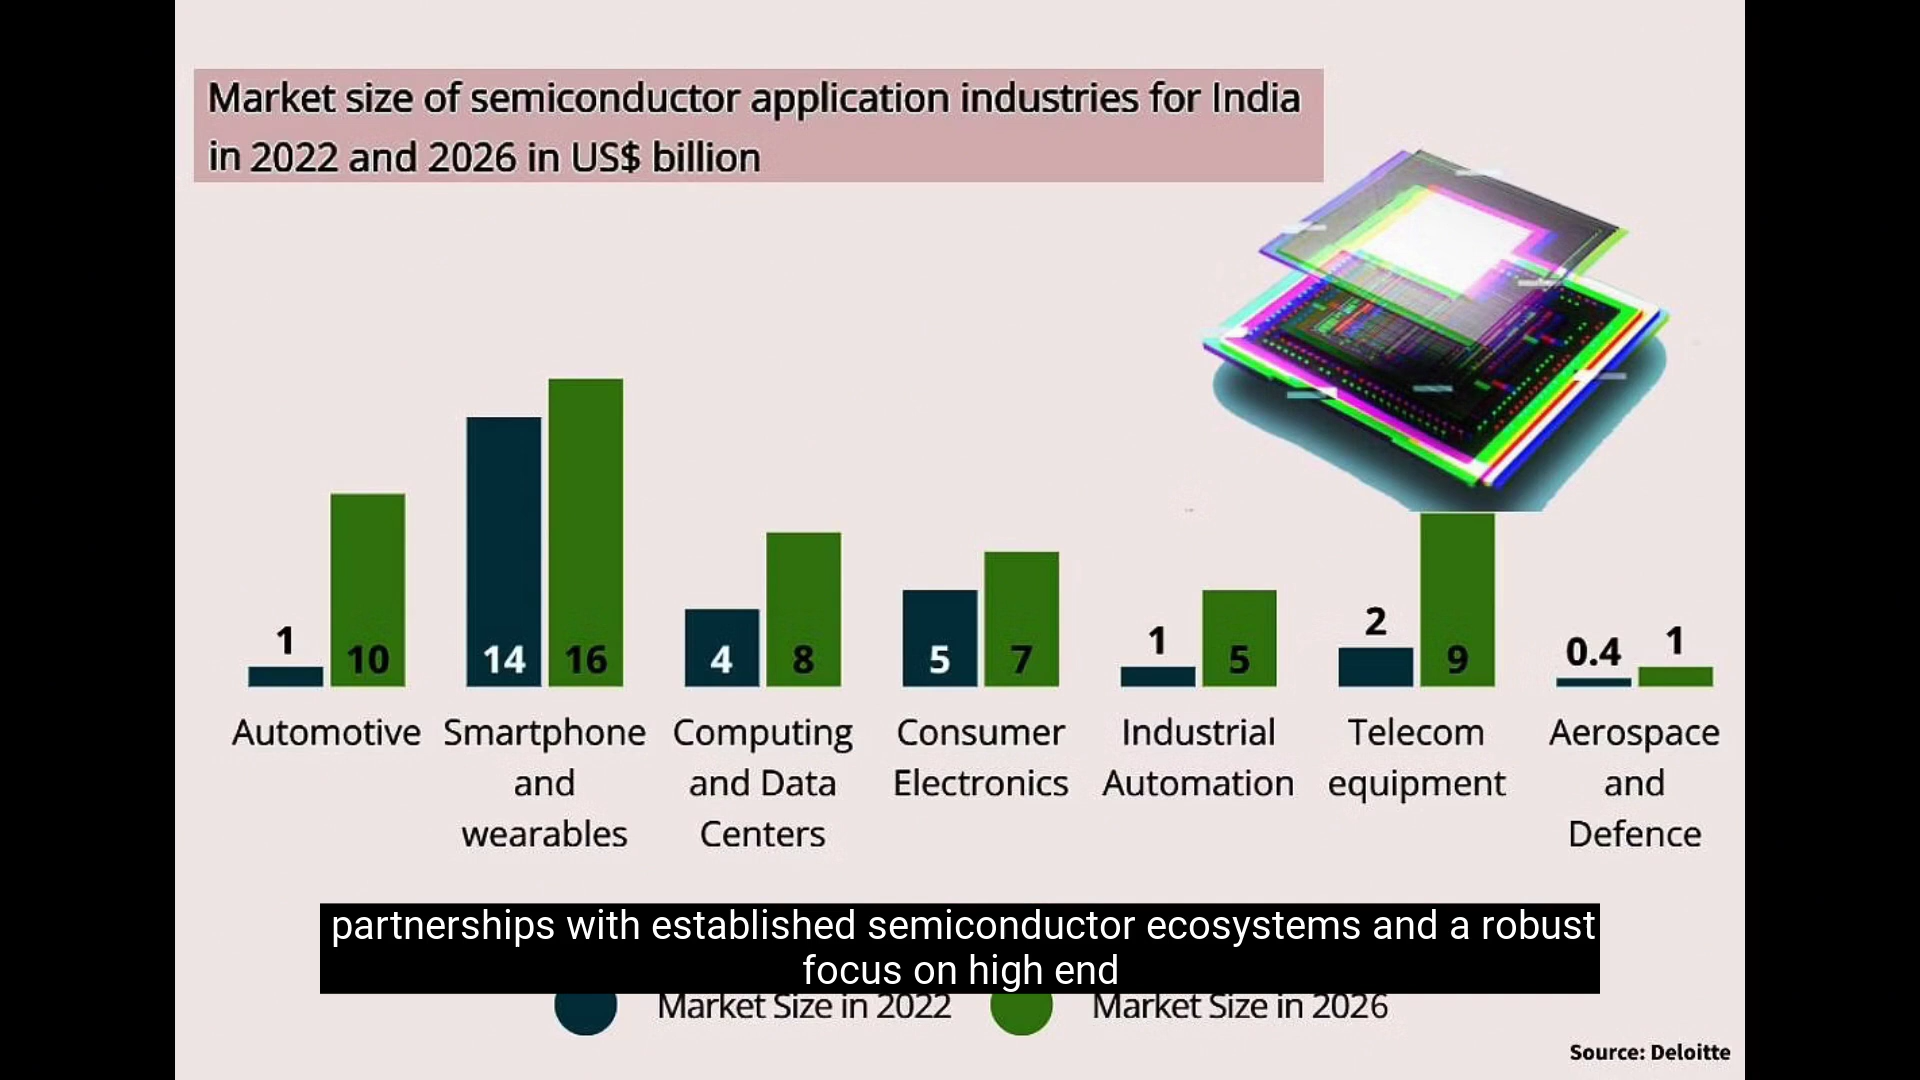 Market size of semiconductor application industries for India
in 2022 and 2026 in US$ billion
1
10
14
16
4
8
5
7
1
5
2
9
0.4
1
Automotive
Smartphone
and
wearables
Computing
and Data
Centers
Consumer
Electronics
Industrial
Automation
Telecom
equipment
Aerospace
and
Defence
partnerships with established semiconductor ecosystems and a robust
focus on high end
Market Size in 2022
Market Size in 2026
Source: Deloitte